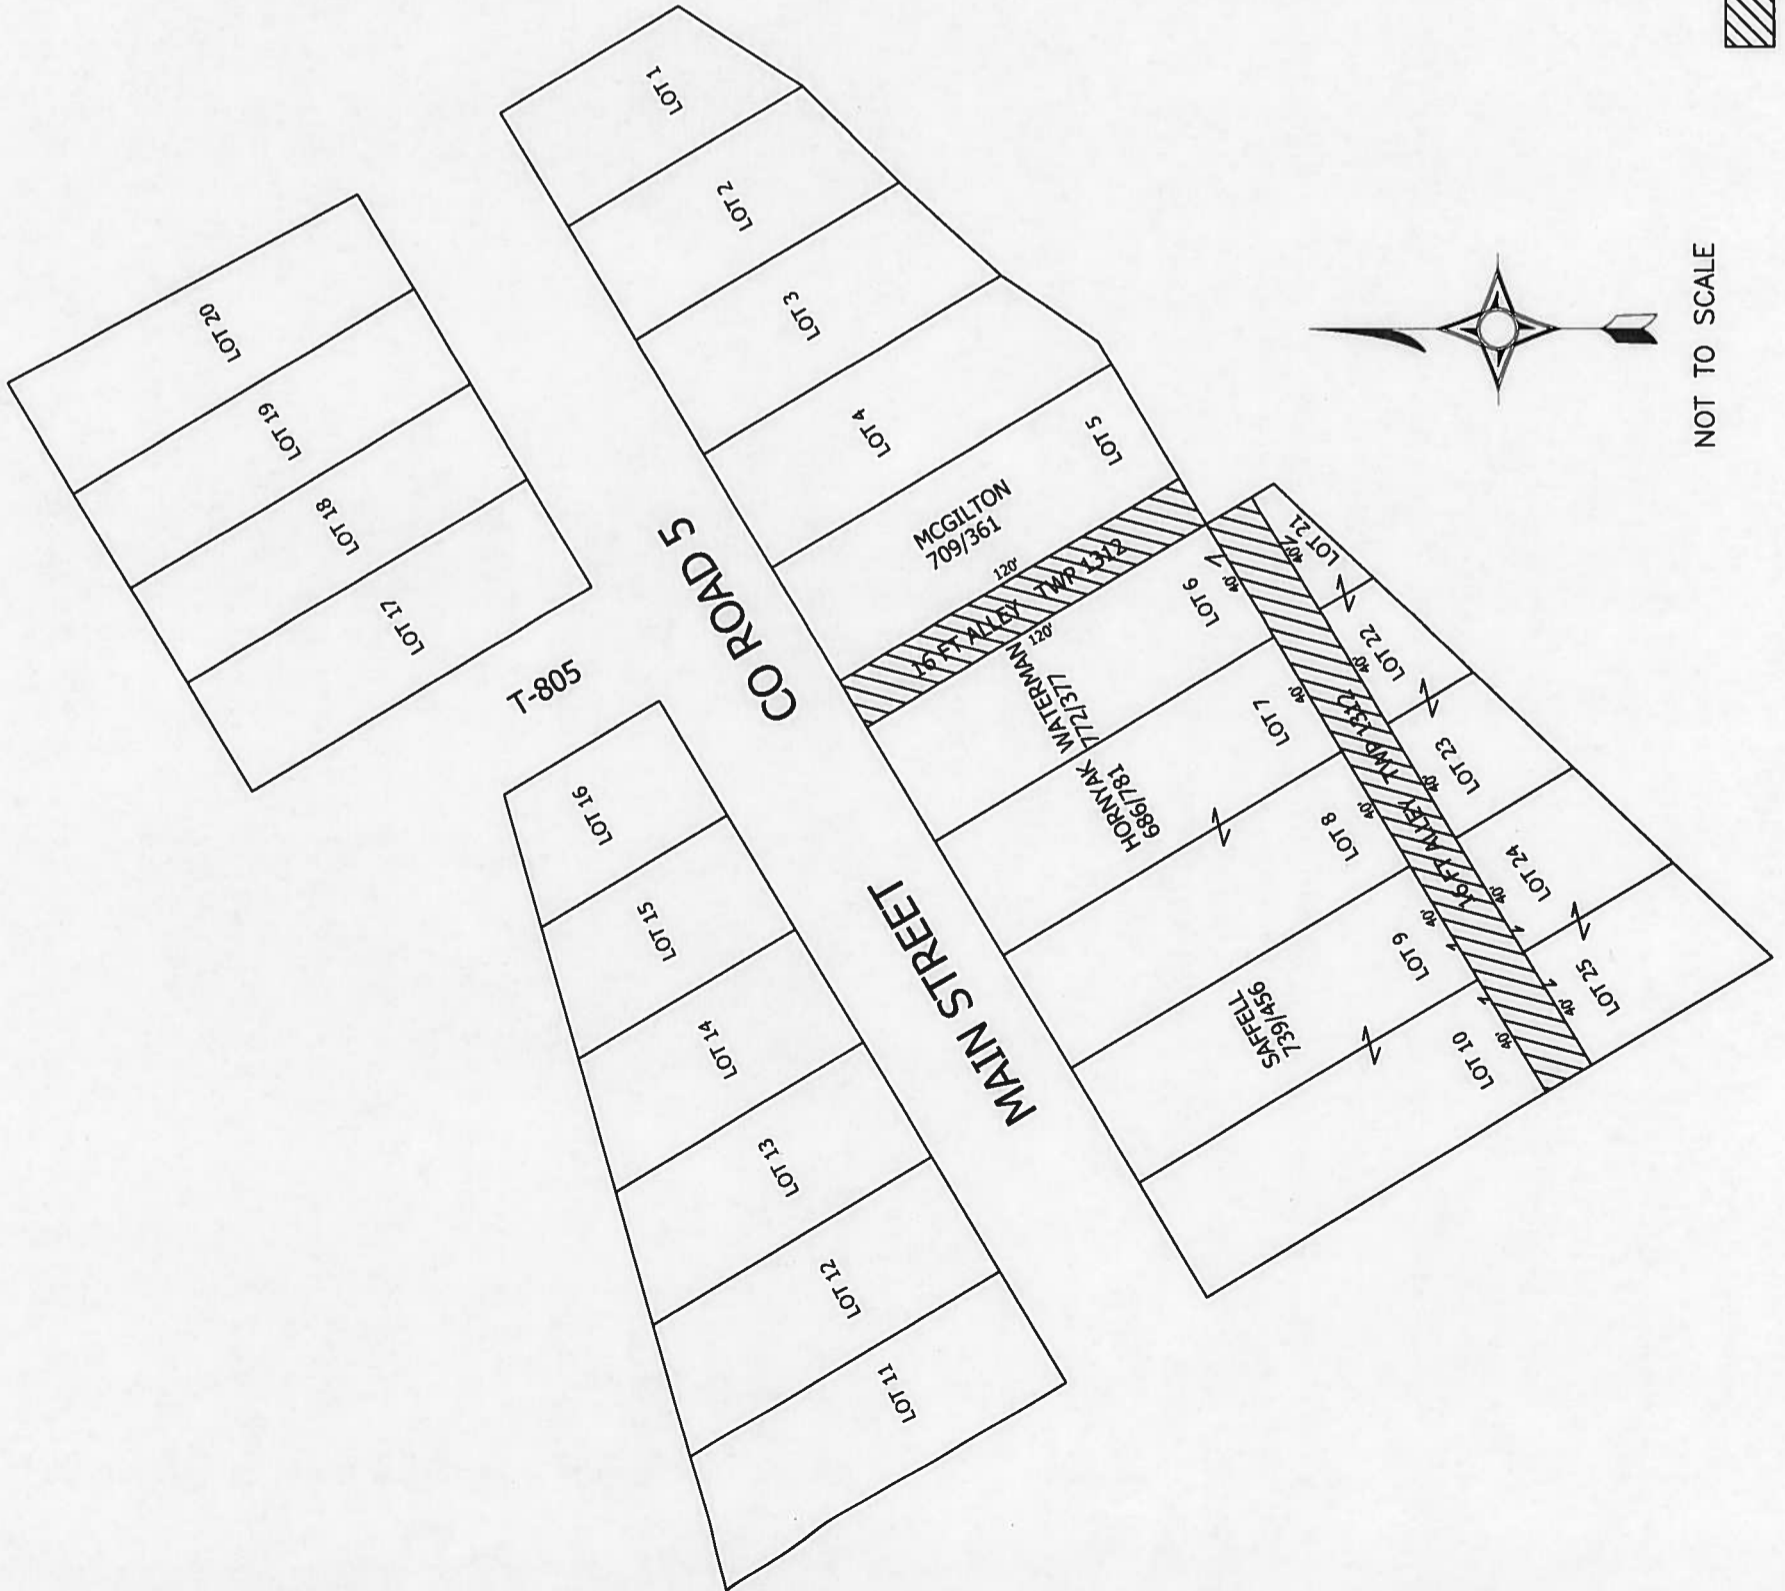 LOT 1
LOT 2
LOT 3
LOT 4
LOT 5
MCGILTON
709/361
120'
16 FT ALLEY TWP 1312
120'
LOT 20
LOT 19
LOT 18
LOT 17
T-805
CO ROAD 5
MAIN STREET
LOT 16
LOT 15
LOT 14
LOT 13
LOT 12
LOT 11
WATERMAN
772/377
LOT 6
40'
HORNYAK
686/781
LOT 7
40'
LOT 8
40'
SAFFELL
739/456
LOT 9
40'
LOT 10
40'
16 FT ALLEY TWP 1312
LOT 21
40'
LOT 22
40'
LOT 23
40'
LOT 24
40'
LOT 25
40'
NOT TO SCALE